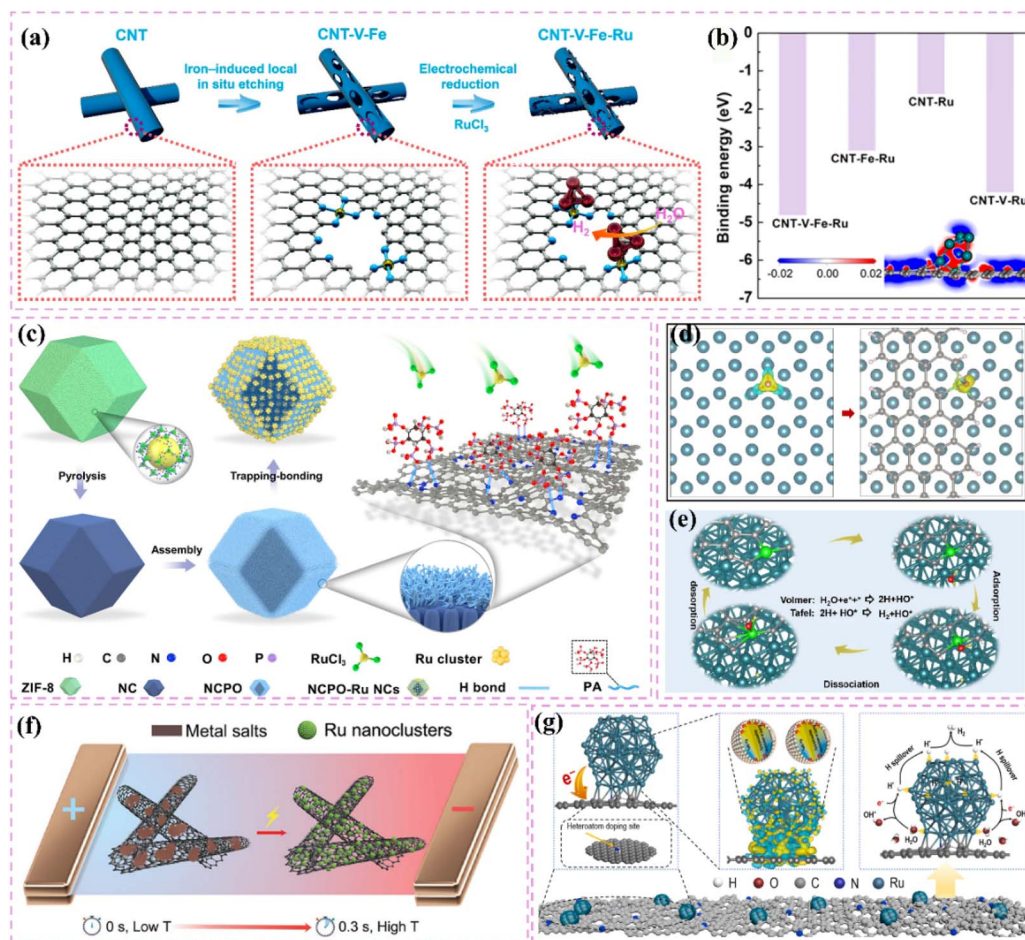 (a)
CNT
CNT-V-Fe
CNT-V-Fe-Ru
Iron–induced local
in situ etching
Electrochemical
reduction
RuCl3
H2O
H2
(b)
Binding energy (eV)
0
-1
-2
-3
-4
-5
-6
-7
CNT-Ru
CNT-Fe-Ru
CNT-V-Ru
CNT-V-Fe-Ru
-0.02 0.00 0.02
(c)
Pyrolysis
Trapping-bonding
Assembly
H C N O P RuCl3 Ru cluster
ZIF-8 NC NCPO NCPO-Ru NCs H bond PA
(d)
(e)
desorption
Adsorption
Volmer: H2O+e-+* 2H+HO*
Tafel: 2H+ HO* H2+HO*
Dissociation
(f)
Metal salts Ru nanoclusters
+
−
0 s, Low T 0.3 s, High T
(g)
e-
Heteroatom doping site
H2
H*
H*
H spillover
H spillover
H*
H*
e-
e-
OH-
OH-
H2O
H2O
H O C N Ru